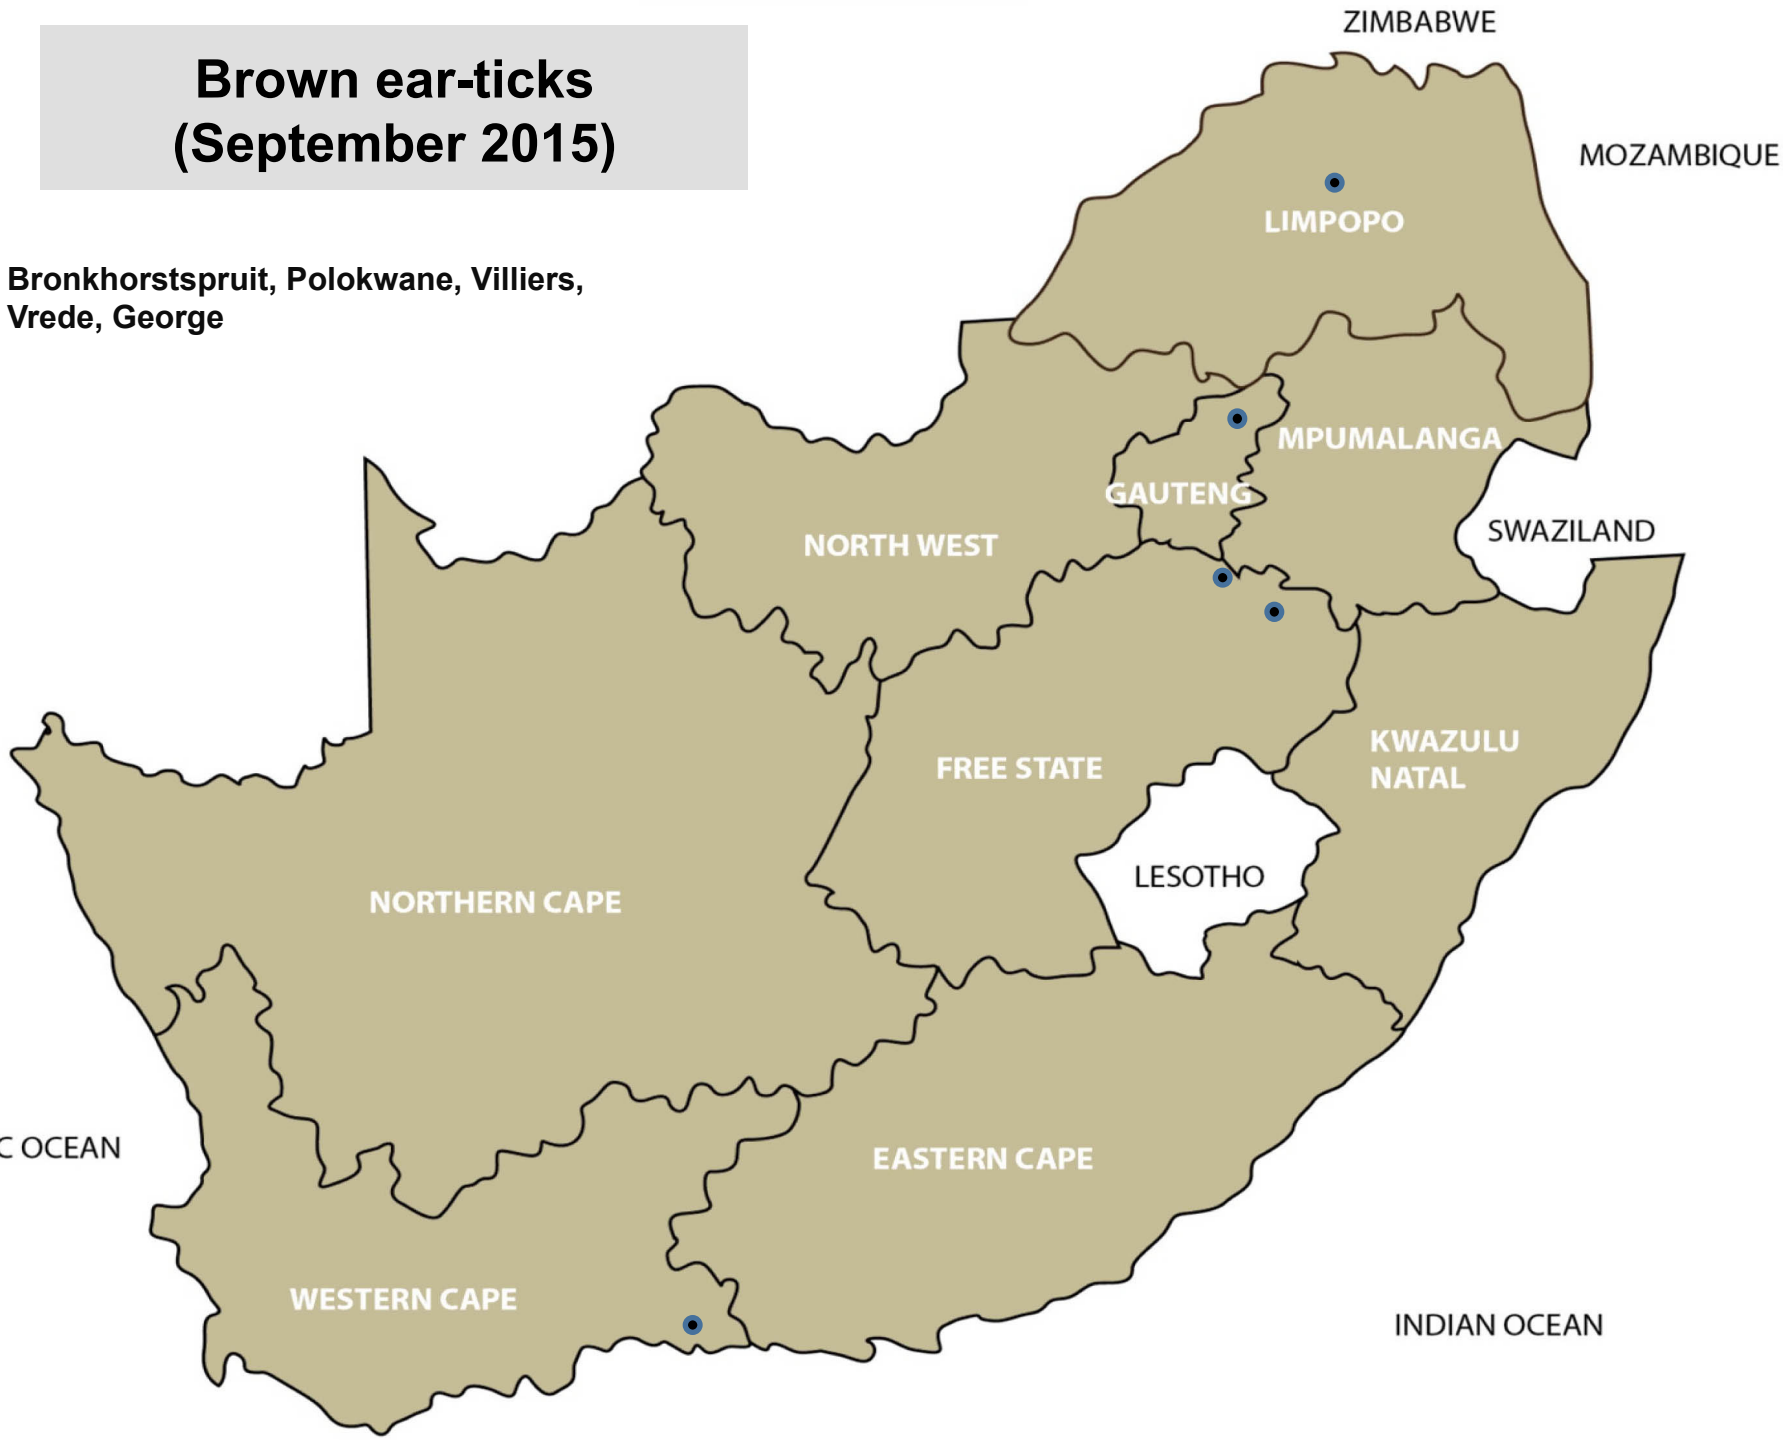 Brown ear-ticks
(September 2015)
Bronkhorstspruit, Polokwane, Villiers,
Vrede, George
ZIMBABWE
MOZAMBIQUE
LIMPOPO
MPUMALANGA
GAUTENG
SWAZILAND
NORTH WEST
KWAZULU
NATAL
FREE STATE
LESOTHO
NORTHERN CAPE
C OCEAN
EASTERN CAPE
WESTERN CAPE
INDIAN OCEAN